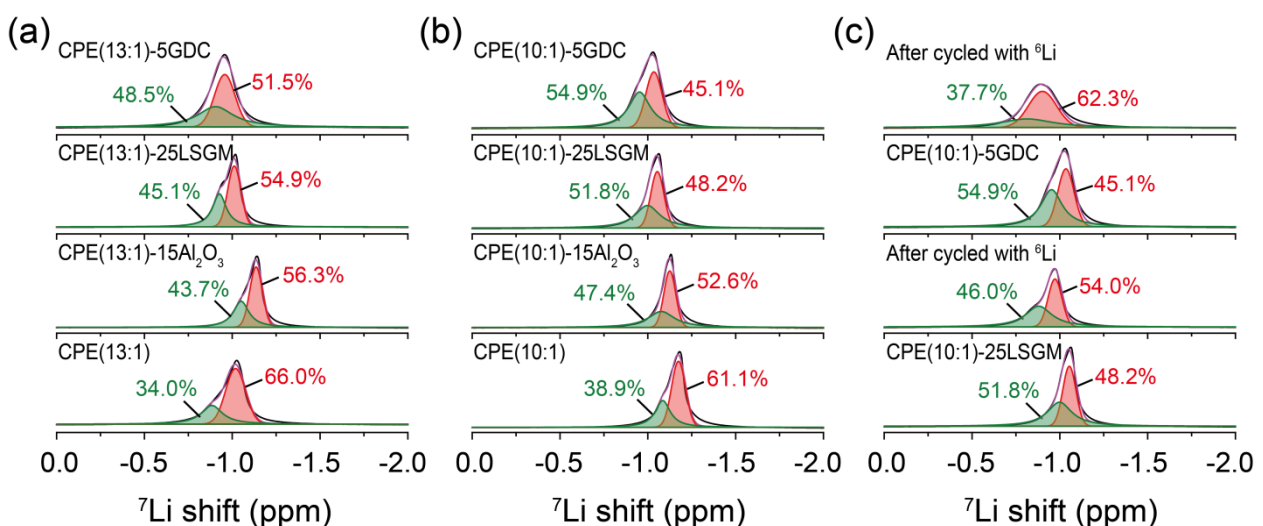 (a)
CPE(13:1)-5GDC
48.5%
51.5%
CPE(13:1)-25LSGM
45.1%
54.9%
CPE(13:1)-15Al₂O₃
43.7%
56.3%
CPE(13:1)
34.0%
66.0%
0.0 -0.5 -1.0 -1.5 -2.0
⁷Li shift (ppm)
(b)
CPE(10:1)-5GDC
54.9%
45.1%
CPE(10:1)-25LSGM
51.8%
48.2%
CPE(10:1)-15Al₂O₃
47.4%
52.6%
CPE(10:1)
38.9%
61.1%
0.0 -0.5 -1.0 -1.5 -2.0
⁷Li shift (ppm)
(c)
After cycled with ⁶Li
37.7%
62.3%
CPE(10:1)-5GDC
54.9%
45.1%
After cycled with ⁶Li
46.0%
54.0%
CPE(10:1)-25LSGM
51.8%
48.2%
0.0 -0.5 -1.0 -1.5 -2.0
⁷Li shift (ppm)